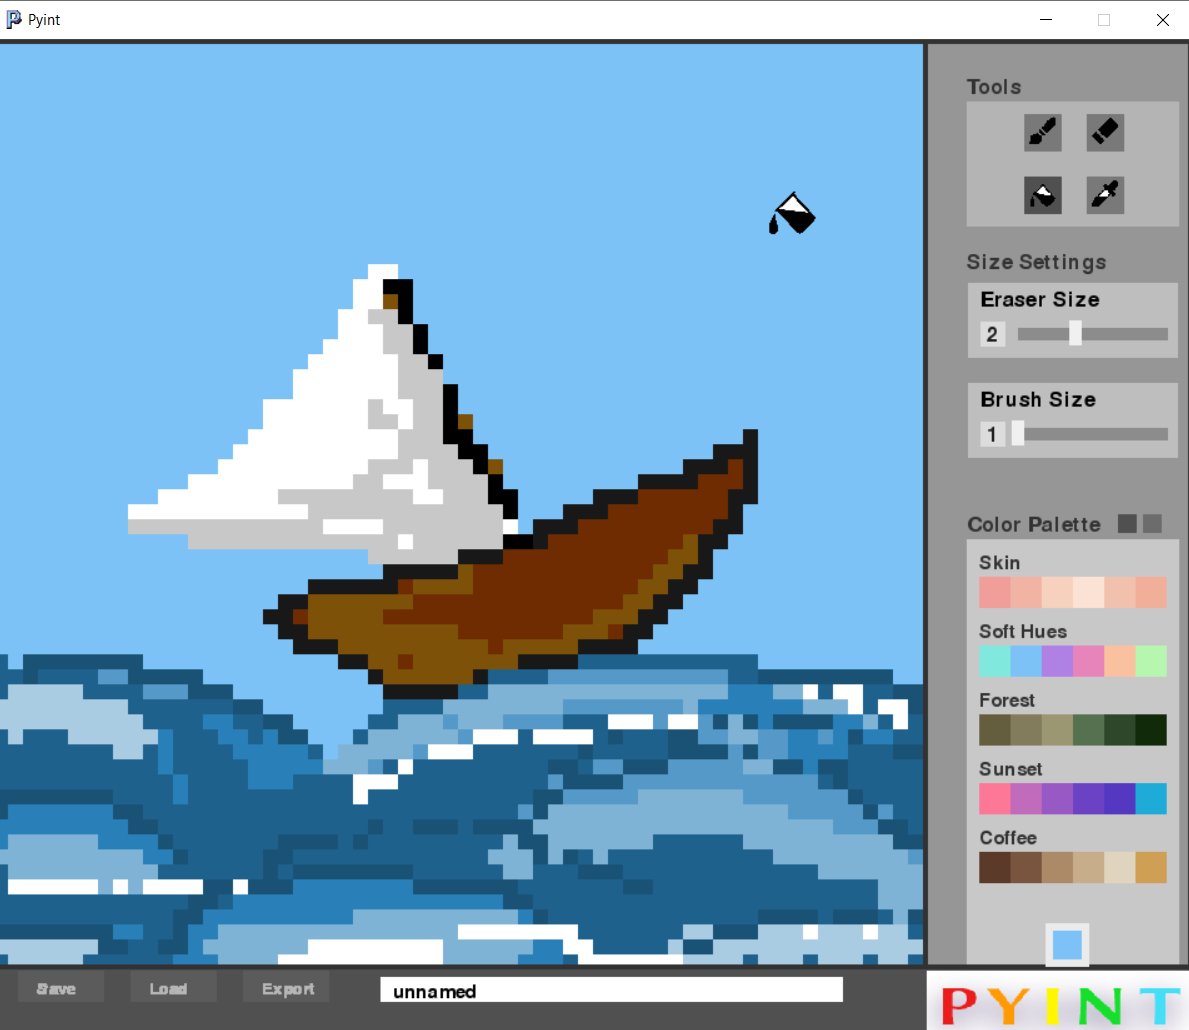 Pyint
Tools
Size Settings
Eraser Size
2
Brush Size
1
Color Palette
Skin
Soft Hues
Forest
Sunset
Coffee
Save
Load
Export
unnamed
PYINT